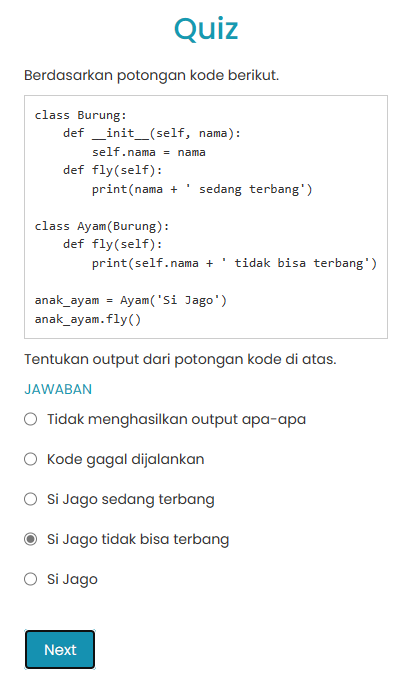 Quiz
Berdasarkan potongan kode berikut.
class Burung:
    def __init__(self, nama):
        self.nama = nama
    def fly(self):
        print(nama + ' sedang terbang')
class Ayam(Burung):
    def fly(self):
        print(self.nama + ' tidak bisa terbang')
anak_ayam = Ayam('Si Jago')
anak_ayam.fly()
Tentukan output dari potongan kode di atas.
JAWABAN
Tidak menghasilkan output apa-apa
Kode gagal dijalankan
Si Jago sedang terbang
Si Jago tidak bisa terbang
Si Jago
Next